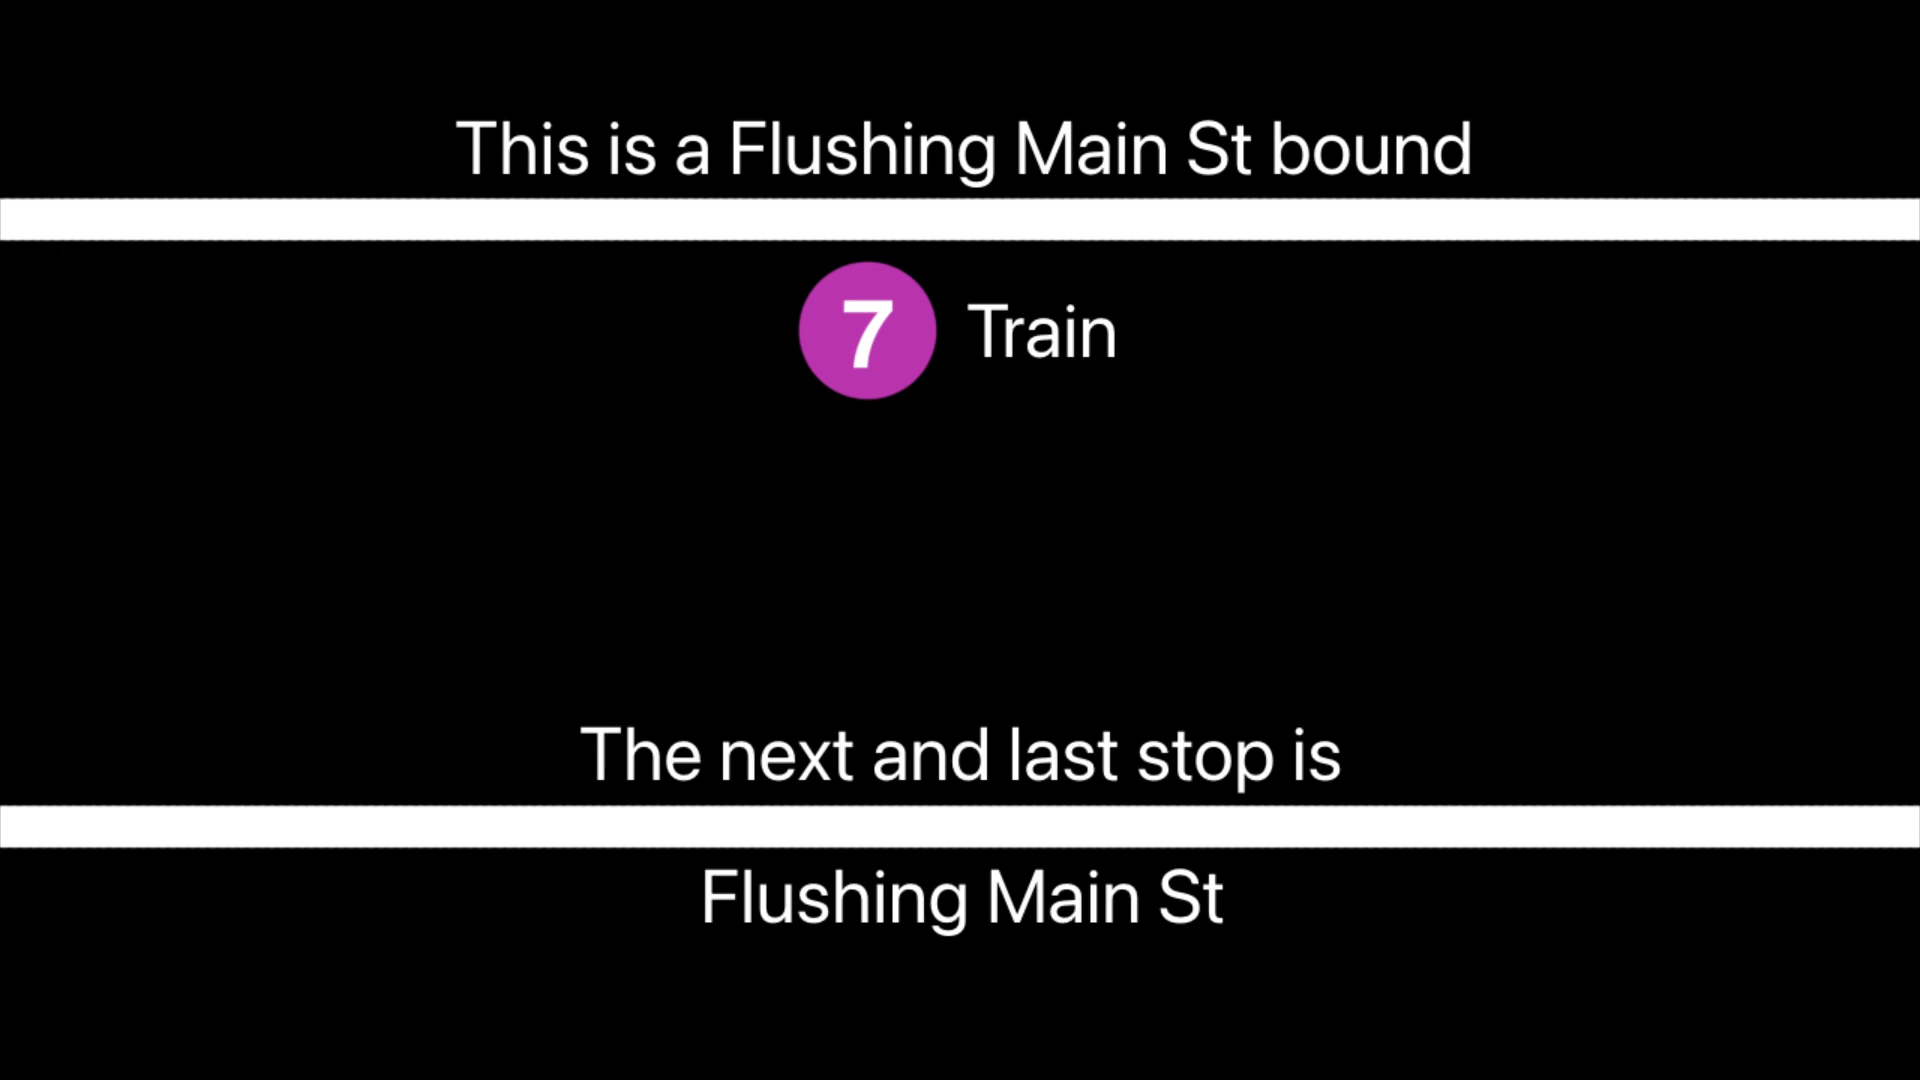 This is a Flushing Main St bound
7 Train
The next and last stop is
Flushing Main St